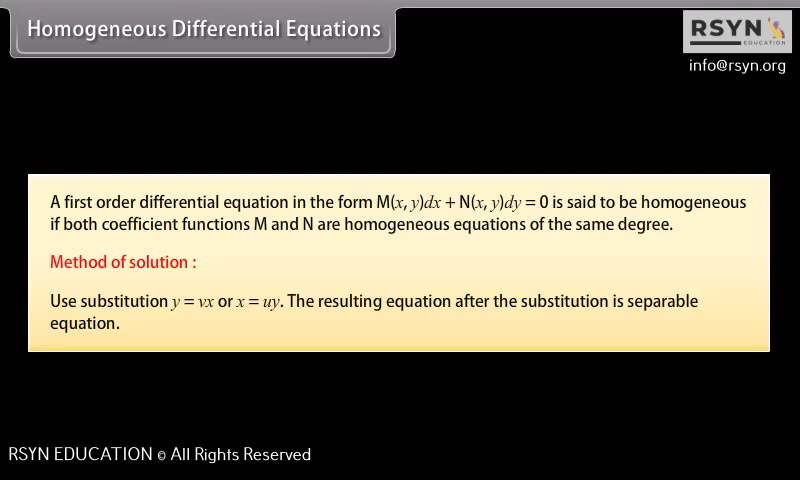 Homogeneous Differential Equations
RSYN
EDUCATION
info@rsyn.org
A first order differential equation in the form M(x, y)dx + N(x, y)dy = 0 is said to be homogeneous
if both coefficient functions M and N are homogeneous equations of the same degree.
Method of solution :
Use substitution y = vx or x = uy. The resulting equation after the substitution is separable
equation.
RSYN EDUCATION © All Rights Reserved